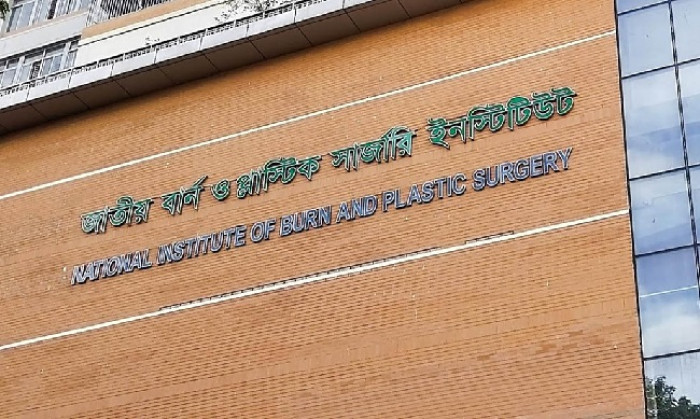 জাতীয় বার্ন ও প্লাস্টিক সার্জারি ইনস্টিটিউট
NATIONAL INSTITUTE OF BURN AND PLASTIC SURGERY